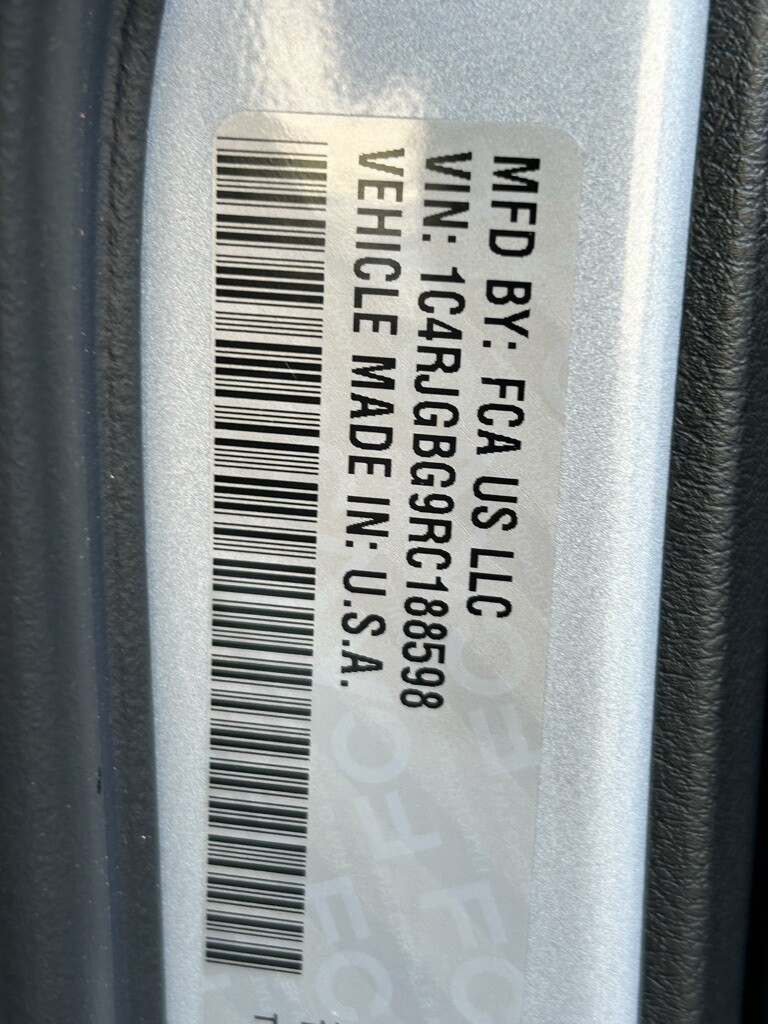 MFD BY: FCA US LLC
VIN: 1C4RJGBG9RC188598
VEHICLE MADE IN: U.S.A.